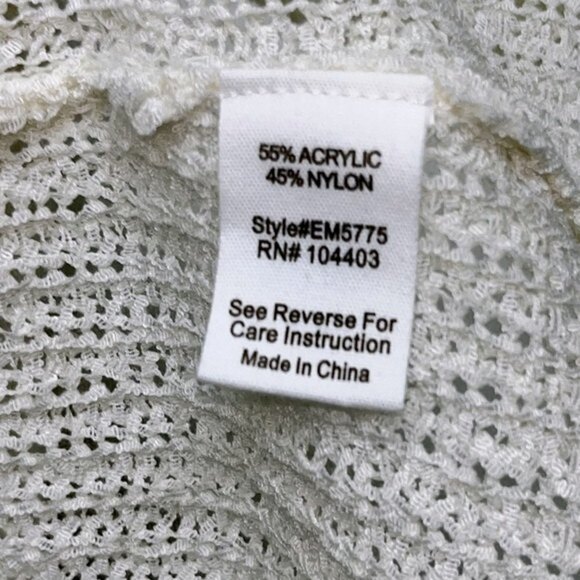 55% ACRYLIC
45% NYLON
Style#EM5775
RN# 104403
See Reverse For
Care Instruction
Made In China